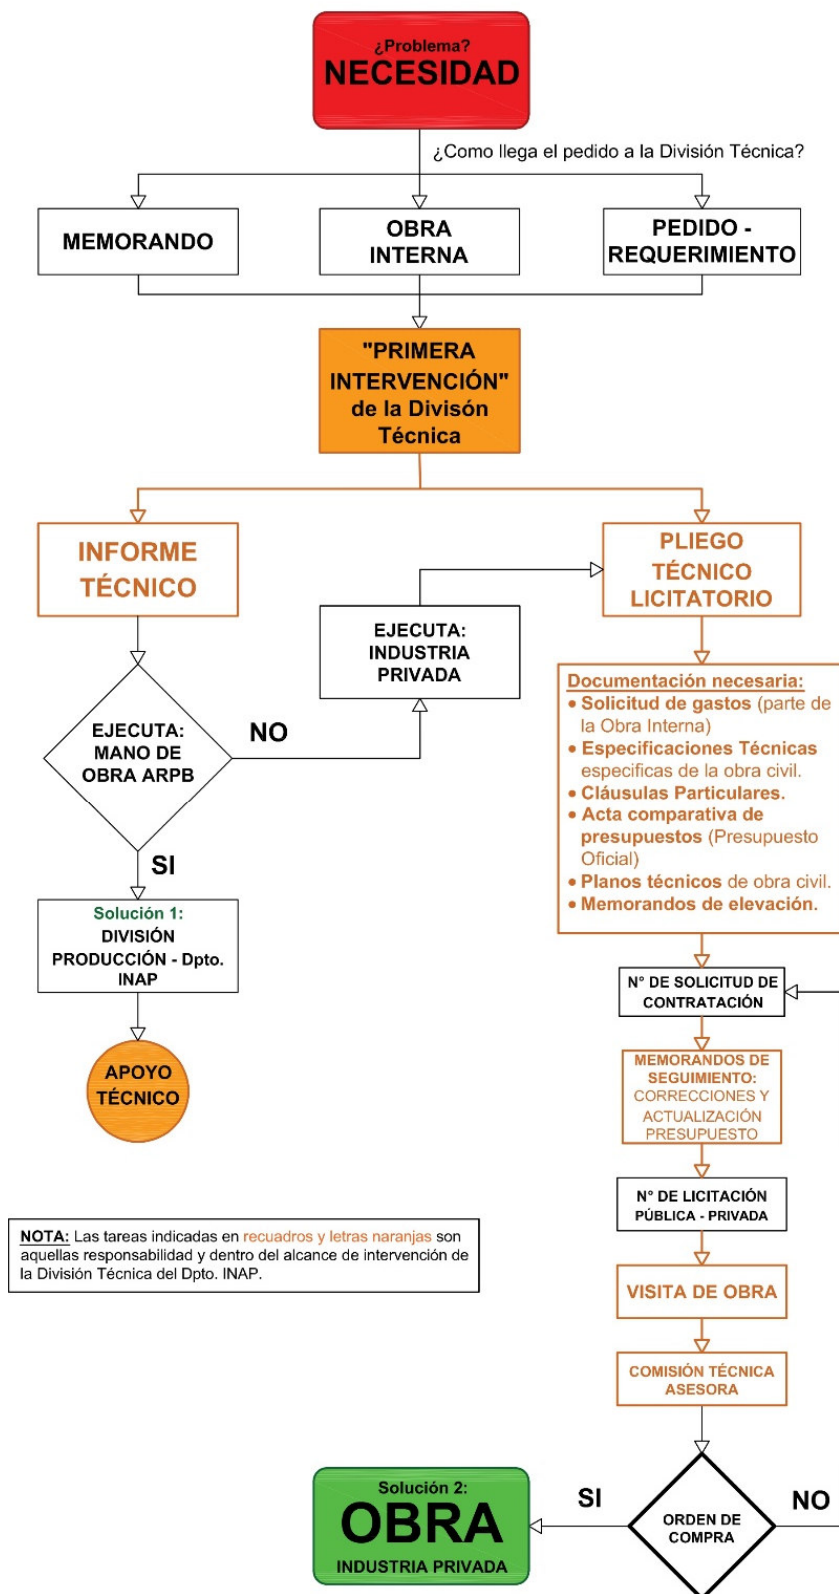 ¿Problema?
NECESIDAD
¿Como llega el pedido a la División Técnica?
MEMORANDO
OBRA
INTERNA
PEDIDO -
REQUERIMIENTO
"PRIMERA
INTERVENCIÓN"
de la Divisón
Técnica
INFORME
TÉCNICO
PLIEGO
TÉCNICO
LICITATORIO
EJECUTA:
INDUSTRIA
PRIVADA
EJECUTA:
MANO DE
OBRA ARPB
NO
SI
Documentación necesaria:
• Solicitud de gastos (parte de
la Obra Interna)
• Especificaciones Técnicas
especificas de la obra civil.
• Cláusulas Particulares.
• Acta comparativa de
presupuestos (Presupuesto
Oficial)
• Planos técnicos de obra civil.
• Memorandos de elevación.
Solución 1:
DIVISIÓN
PRODUCCIÓN - Dpto.
INAP
APOYO
TÉCNICO
N° DE SOLICITUD DE
CONTRATACIÓN
MEMORANDOS DE
SEGUIMIENTO:
CORRECCIONES Y
ACTUALIZACIÓN
PRESUPUESTO
N° DE LICITACIÓN
PÚBLICA - PRIVADA
NOTA: Las tareas indicadas en recuadros y letras naranjas son
aquellas responsabilidad y dentro del alcance de intervención de
la División Técnica del Dpto. INAP.
VISITA DE OBRA
COMISIÓN TÉCNICA
ASESORA
ORDEN DE
COMPRA
SI
NO
Solución 2:
OBRA
INDUSTRIA PRIVADA